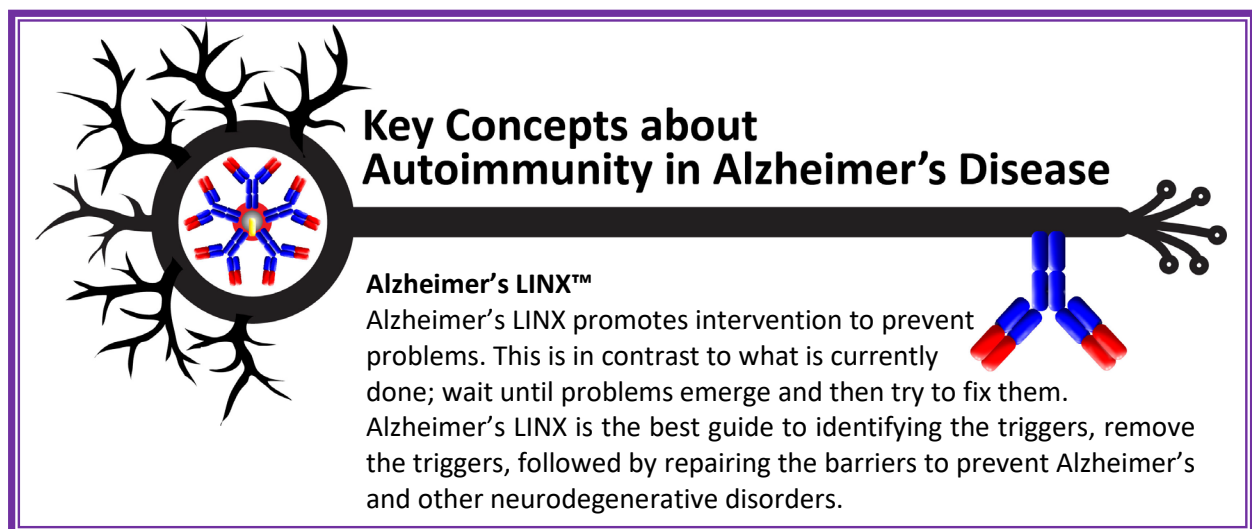 Key Concepts about
Autoimmunity in Alzheimer’s Disease
Alzheimer’s LINX™
Alzheimer’s LINX promotes intervention to prevent
problems. This is in contrast to what is currently
done; wait until problems emerge and then try to fix them.
Alzheimer’s LINX is the best guide to identifying the triggers, remove
the triggers, followed by repairing the barriers to prevent Alzheimer’s
and other neurodegenerative disorders.